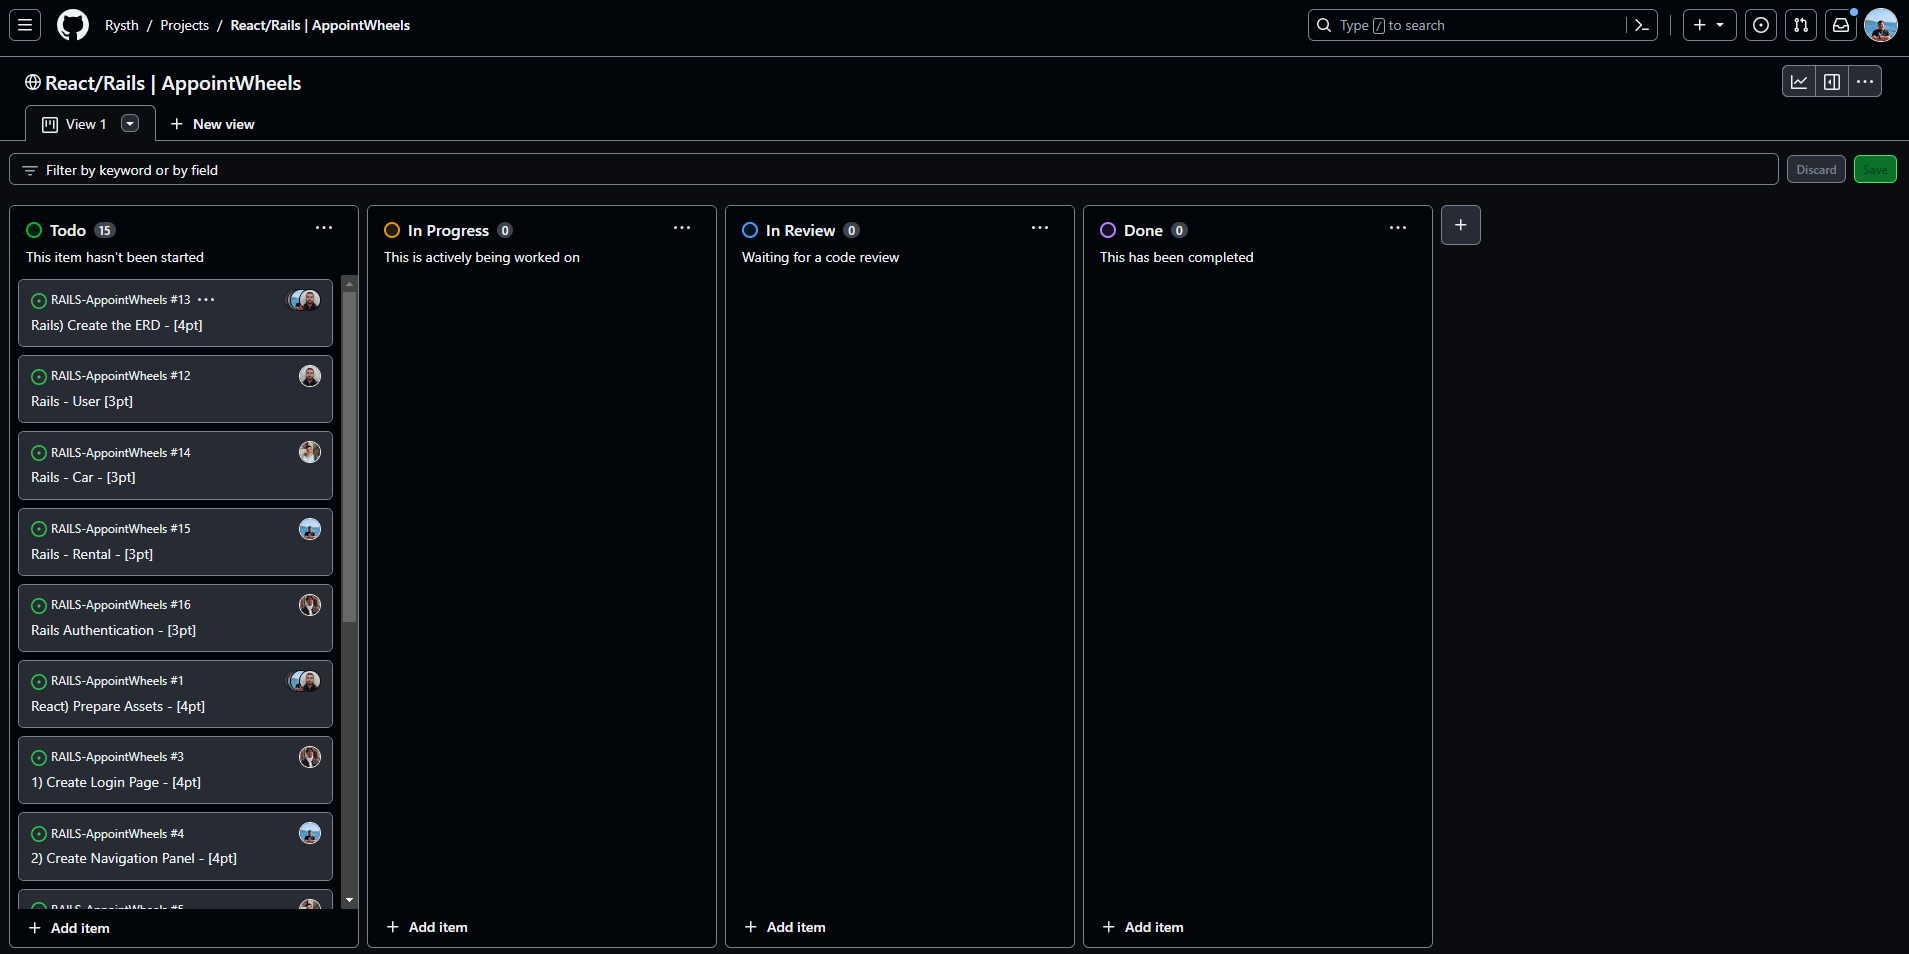 Rysth / Projects / React/Rails | AppointWheels
Type / to search
React/Rails | AppointWheels
View 1
New view
Filter by keyword or by field
Discard
Save
Todo 15
This item hasn't been started
RAILS-AppointWheels #13
Rails) Create the ERD - [4pt]
RAILS-AppointWheels #12
Rails - User [3pt]
RAILS-AppointWheels #14
Rails - Car - [3pt]
RAILS-AppointWheels #15
Rails - Rental - [3pt]
RAILS-AppointWheels #16
Rails Authentication - [3pt]
RAILS-AppointWheels #1
React) Prepare Assets - [4pt]
RAILS-AppointWheels #3
1) Create Login Page - [4pt]
RAILS-AppointWheels #4
2) Create Navigation Panel - [4pt]
RAILS-AppointWheels #5
Add item
In Progress 0
This is actively being worked on
Add item
In Review 0
Waiting for a code review
Add item
Done 0
This has been completed
Add item